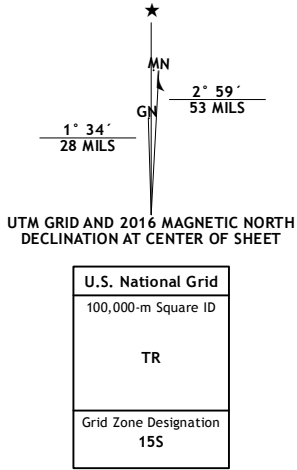 ★
MN
GN
2° 59´
53 MILS
1° 34´
28 MILS
UTM GRID AND 2016 MAGNETIC NORTH
DECLINATION AT CENTER OF SHEET
U.S. National Grid
100,000-m Square ID
TR
Grid Zone Designation
15S